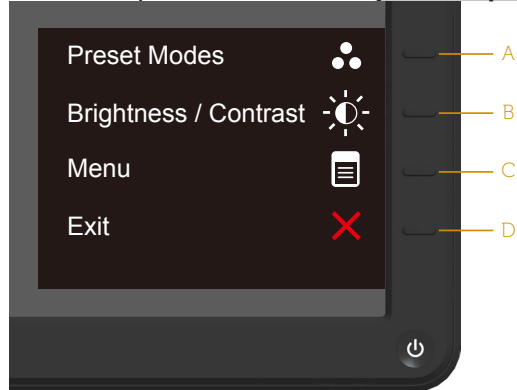 Preset Modes
A
Brightness / Contrast
B
Menu
C
Exit
D